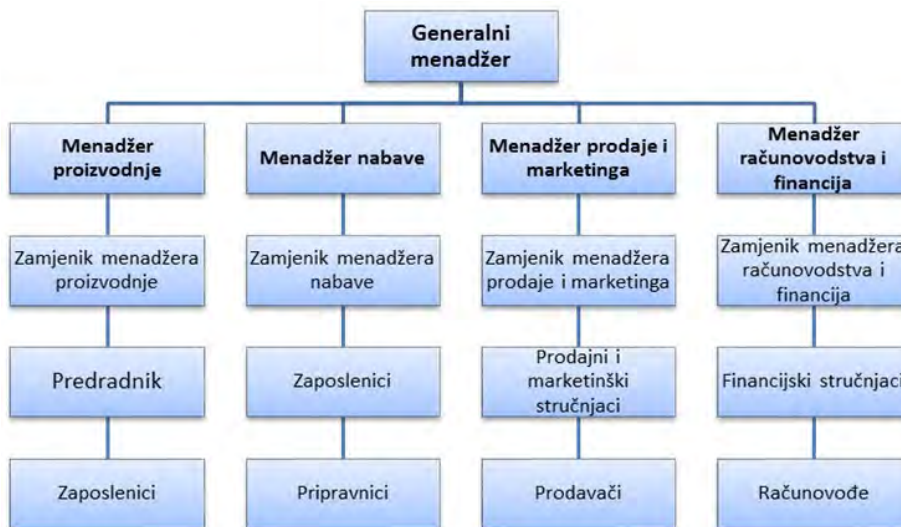 Generalni
menadžer
Menadžer
proizvodnje
Menadžer nabave
Menadžer prodaje i
marketinga
Menadžer
računovodstva i
financija
Zamjenik menadžera
proizvodnje
Zamjenik menadžera
nabave
Zamjenik menadžera
prodaje i marketinga
Zamjenik menadžera
računovodstva i
financija
Predradnik
Zaposlenici
Prodajni i
marketinški
stručnjaci
Financijski stručnjaci
Zaposlenici
Pripravnici
Prodavači
Računovođe